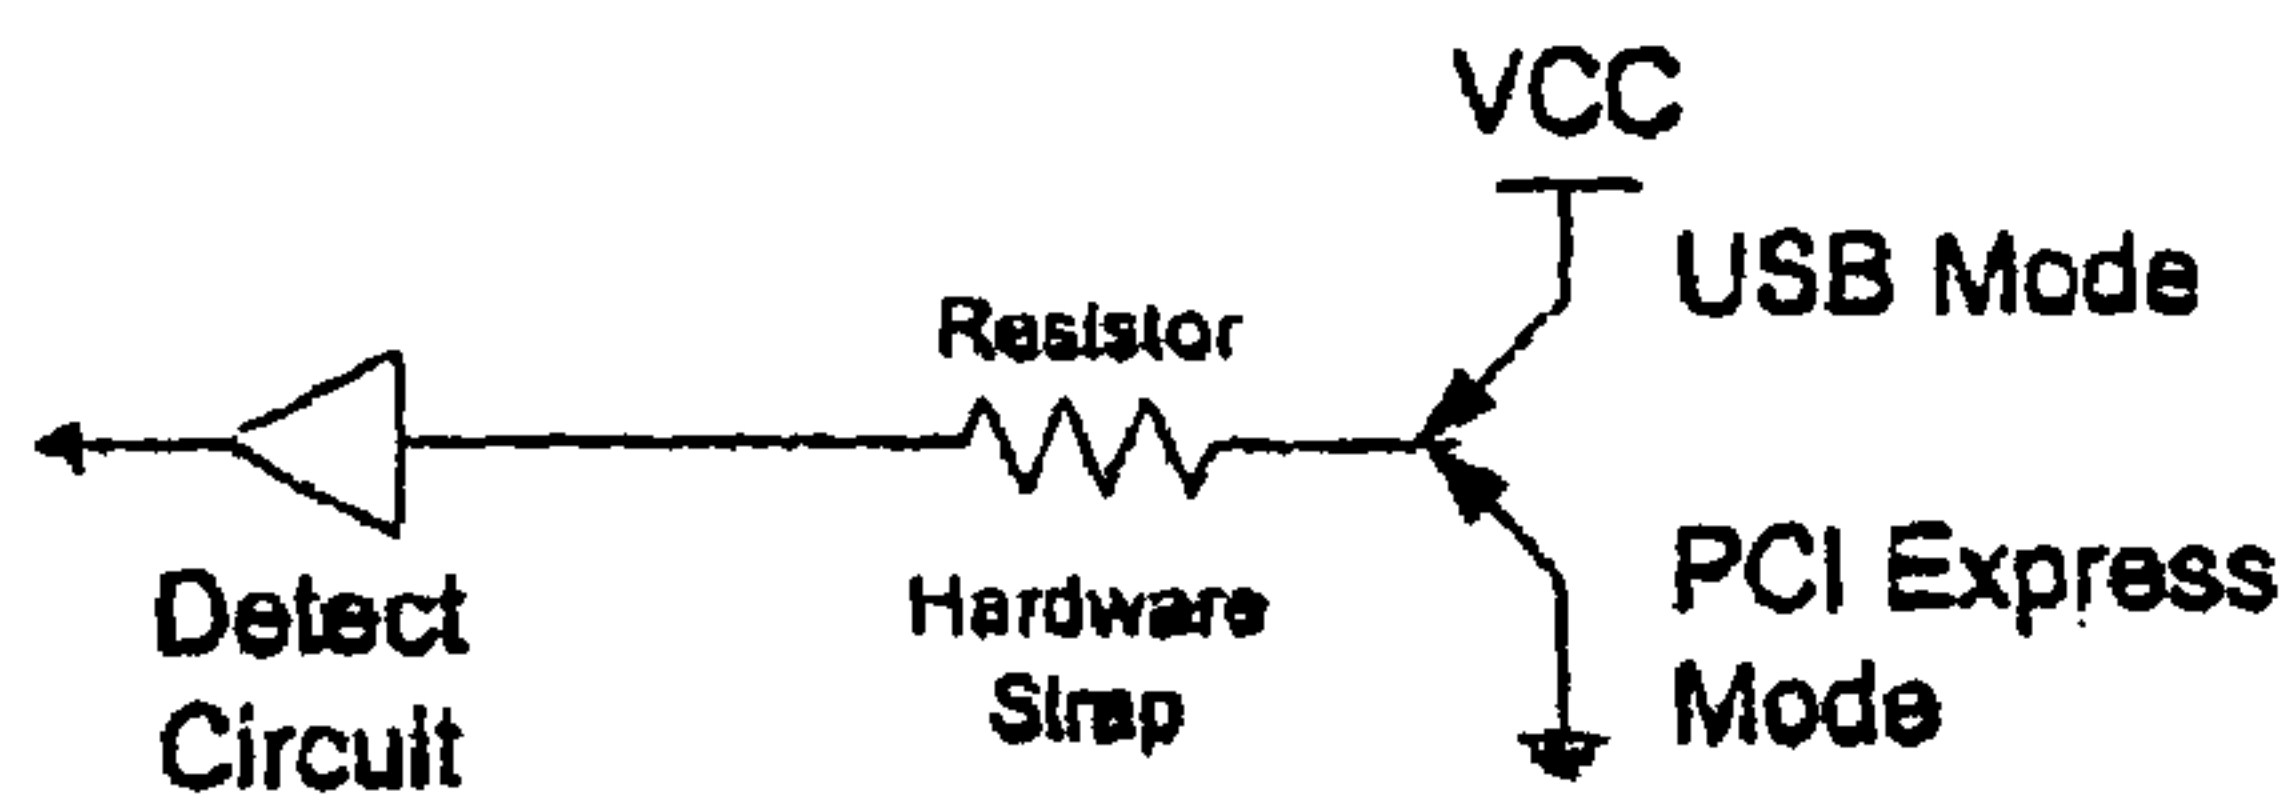 VCC
USB Mode
Resistor
Detect
Circuit
Hardware
Strap
PCI Express
Mode